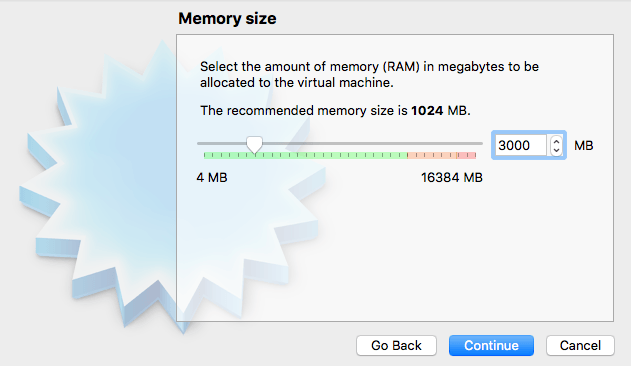 Memory size
Select the amount of memory (RAM) in megabytes to be
allocated to the virtual machine.
The recommended memory size is 1024 MB.
3000 MB
4 MB 16384 MB
Go Back Continue Cancel